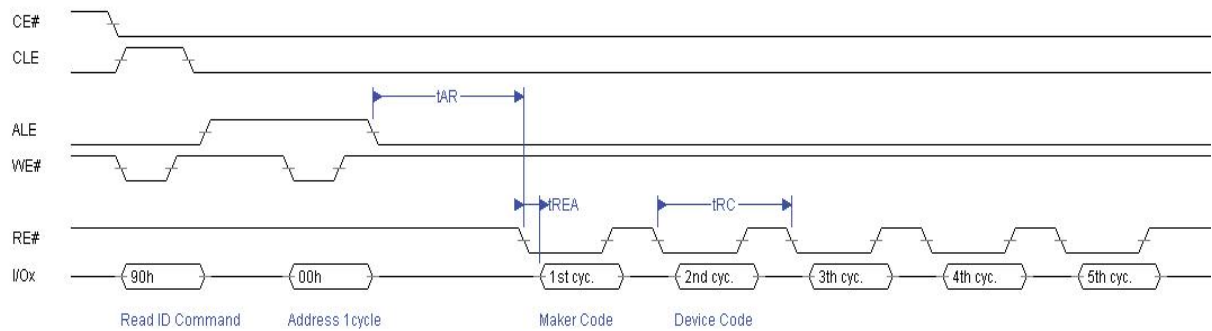 CE#
CLE
tAR
ALE
WE#
tREA
tRC
RE#
I/Ox 90h 00h 1st cyc. 2nd cyc. 3th cyc. 4th cyc. 5th cyc.
Read ID Command Address 1cycle Maker Code Device Code